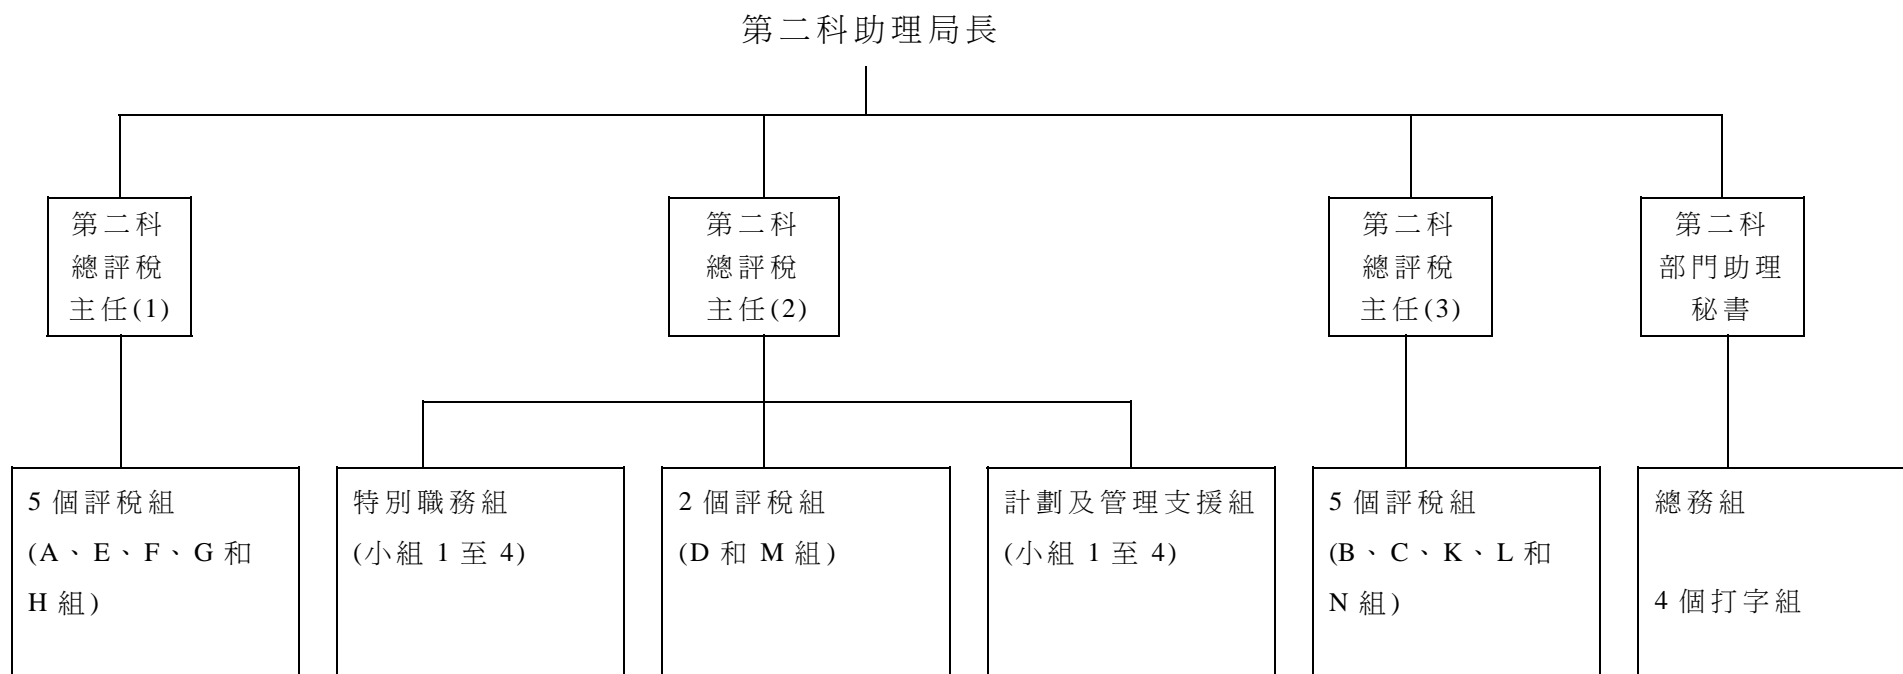 第二科助理局長
第二科
總評稅
主任(1)
第二科
總評稅
主任(2)
第二科
總評稅
主任(3)
第二科
部門助理
秘書
5 個評稅組
(A、E、F、G 和
H 組)
特別職務組
(小組 1 至 4)
2 個評稅組
(D 和 M 組)
計劃及管理支援組
(小組 1 至 4)
5 個評稅組
(B、C、K、L 和
N 組)
總務組
4 個打字組